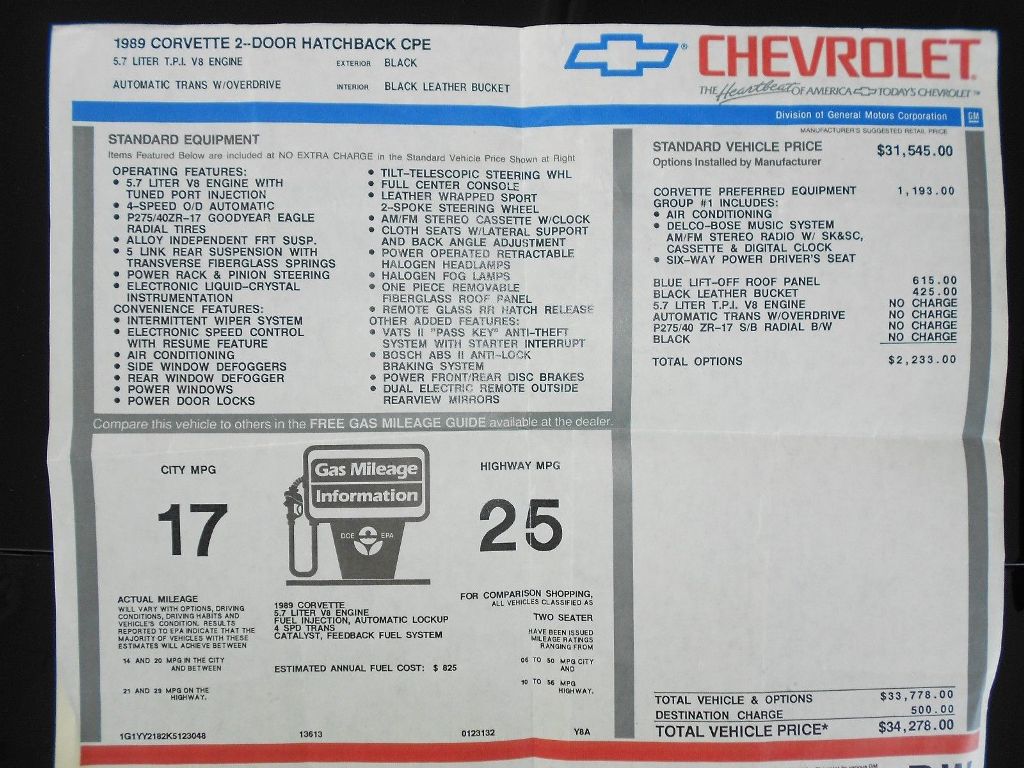 1989 CORVETTE 2--DOOR HATCHBACK CPE
5.7 LITER T.P.I. V8 ENGINE EXTERIOR BLACK
AUTOMATIC TRANS W/OVERDRIVE INTERIOR BLACK LEATHER BUCKET
CHEVROLET
THE Heartbeat OF AMERICA TODAY'S CHEVROLET ™
Division of General Motors Corporation GM
STANDARD EQUIPMENT
Items Featured Below are included at NO EXTRA CHARGE in the Standard Vehicle Price Shown at Right
OPERATING FEATURES:
• 5.7 LITER V8 ENGINE WITH
TUNED PORT INJECTION
• 4-SPEED O/D AUTOMATIC
• P275/40ZR-17 GOODYEAR EAGLE
RADIAL TIRES
• ALLOY INDEPENDENT FRT SUSP.
• 5 LINK REAR SUSPENSION WITH
TRANSVERSE FIBERGLASS SPRINGS
• POWER RACK & PINION STEERING
• ELECTRONIC LIQUID-CRYSTAL
INSTRUMENTATION
CONVENIENCE FEATURES:
• INTERMITTENT WIPER SYSTEM
• ELECTRONIC SPEED CONTROL
WITH RESUME FEATURE
• AIR CONDITIONING
• SIDE WINDOW DEFOGGERS
• REAR WINDOW DEFOGGER
• POWER WINDOWS
• POWER DOOR LOCKS
• TILT-TELESCOPIC STEERING WHL
• FULL CENTER CONSOLE
• LEATHER WRAPPED SPORT
2-SPOKE STEERING WHEEL
• AM/FM STEREO CASSETTE W/CLOCK
• CLOTH SEATS W/LATERAL SUPPORT
AND BACK ANGLE ADJUSTMENT
• POWER OPERATED RETRACTABLE
HALOGEN HEADLAMPS
• HALOGEN FOG LAMPS
• ONE PIECE REMOVABLE
FIBERGLASS ROOF PANEL
• REMOTE GLASS RR HATCH RELEASE
OTHER ADDED FEATURES:
• VATS II "PASS KEY" ANTI-THEFT
SYSTEM WITH STARTER INTERRUPT
• BOSCH ABS II ANTI-LOCK
BRAKING SYSTEM
• POWER FRONT/REAR DISC BRAKES
• DUAL ELECTRIC REMOTE OUTSIDE
REARVIEW MIRRORS
MANUFACTURER'S SUGGESTED RETAIL PRICE
STANDARD VEHICLE PRICE $31,545.00
Options Installed by Manufacturer
CORVETTE PREFERRED EQUIPMENT 1,193.00
GROUP #1 INCLUDES:
• AIR CONDITIONING
• DELCO-BOSE MUSIC SYSTEM
AM/FM STEREO RADIO W/ SK&SC,
CASSETTE & DIGITAL CLOCK
• SIX-WAY POWER DRIVER'S SEAT
BLUE LIFT-OFF ROOF PANEL 615.00
BLACK LEATHER BUCKET 425.00
5.7 LITER T.P.I. V8 ENGINE NO CHARGE
AUTOMATIC TRANS W/OVERDRIVE NO CHARGE
P275/40 ZR-17 S/B RADIAL B/W NO CHARGE
BLACK NO CHARGE
TOTAL OPTIONS $2,233.00
Compare this vehicle to others in the FREE GAS MILEAGE GUIDE available at the dealer.
CITY MPG
17
Gas Mileage
Information
DOE EPA
HIGHWAY MPG
25
ACTUAL MILEAGE
WILL VARY WITH OPTIONS, DRIVING
CONDITIONS, DRIVING HABITS AND
VEHICLE'S CONDITION. RESULTS
REPORTED TO EPA INDICATE THAT THE
MAJORITY OF VEHICLES WITH THESE
ESTIMATES WILL ACHIEVE BETWEEN
14 AND 20 MPG IN THE CITY
AND BETWEEN
21 AND 29 MPG ON THE
HIGHWAY.
1989 CORVETTE
5.7 LITER V8 ENGINE
FUEL INJECTION, AUTOMATIC LOCKUP
4 SPD TRANS
CATALYST, FEEDBACK FUEL SYSTEM
ESTIMATED ANNUAL FUEL COST: $ 825
FOR COMPARISON SHOPPING,
ALL VEHICLES CLASSIFIED AS
TWO SEATER
HAVE BEEN ISSUED
MILEAGE RATINGS
RANGING FROM
06 TO 50 MPG CITY
AND
10 TO 56 MPG
HIGHWAY.
1G1YY2182K5123048 13613 0123132 Y8A
TOTAL VEHICLE & OPTIONS $33,778.00
DESTINATION CHARGE 500.00
TOTAL VEHICLE PRICE* $34,278.00